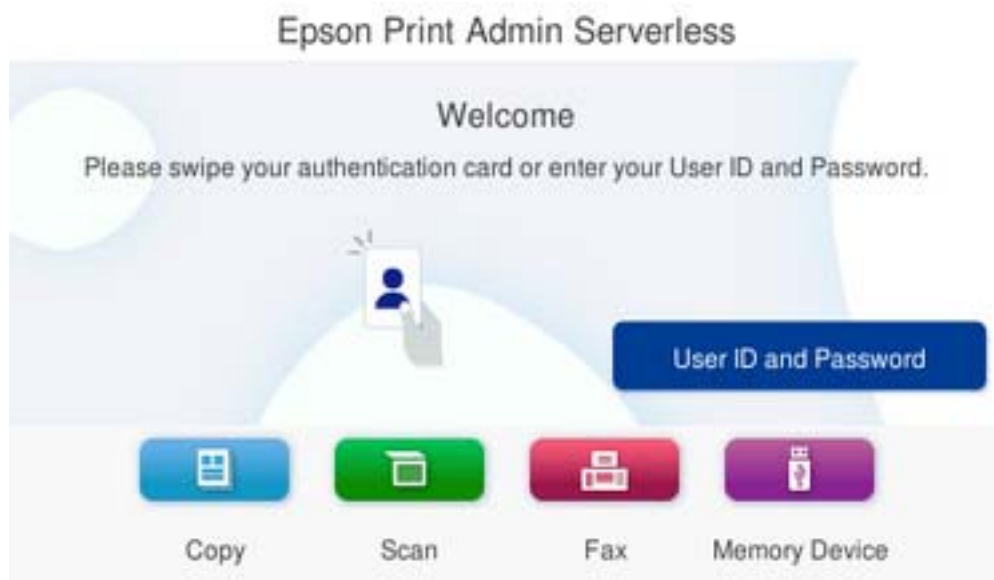 Epson Print Admin Serverless
Welcome
Please swipe your authentication card or enter your User ID and Password.
User ID and Password
Copy
Scan
Fax
Memory Device